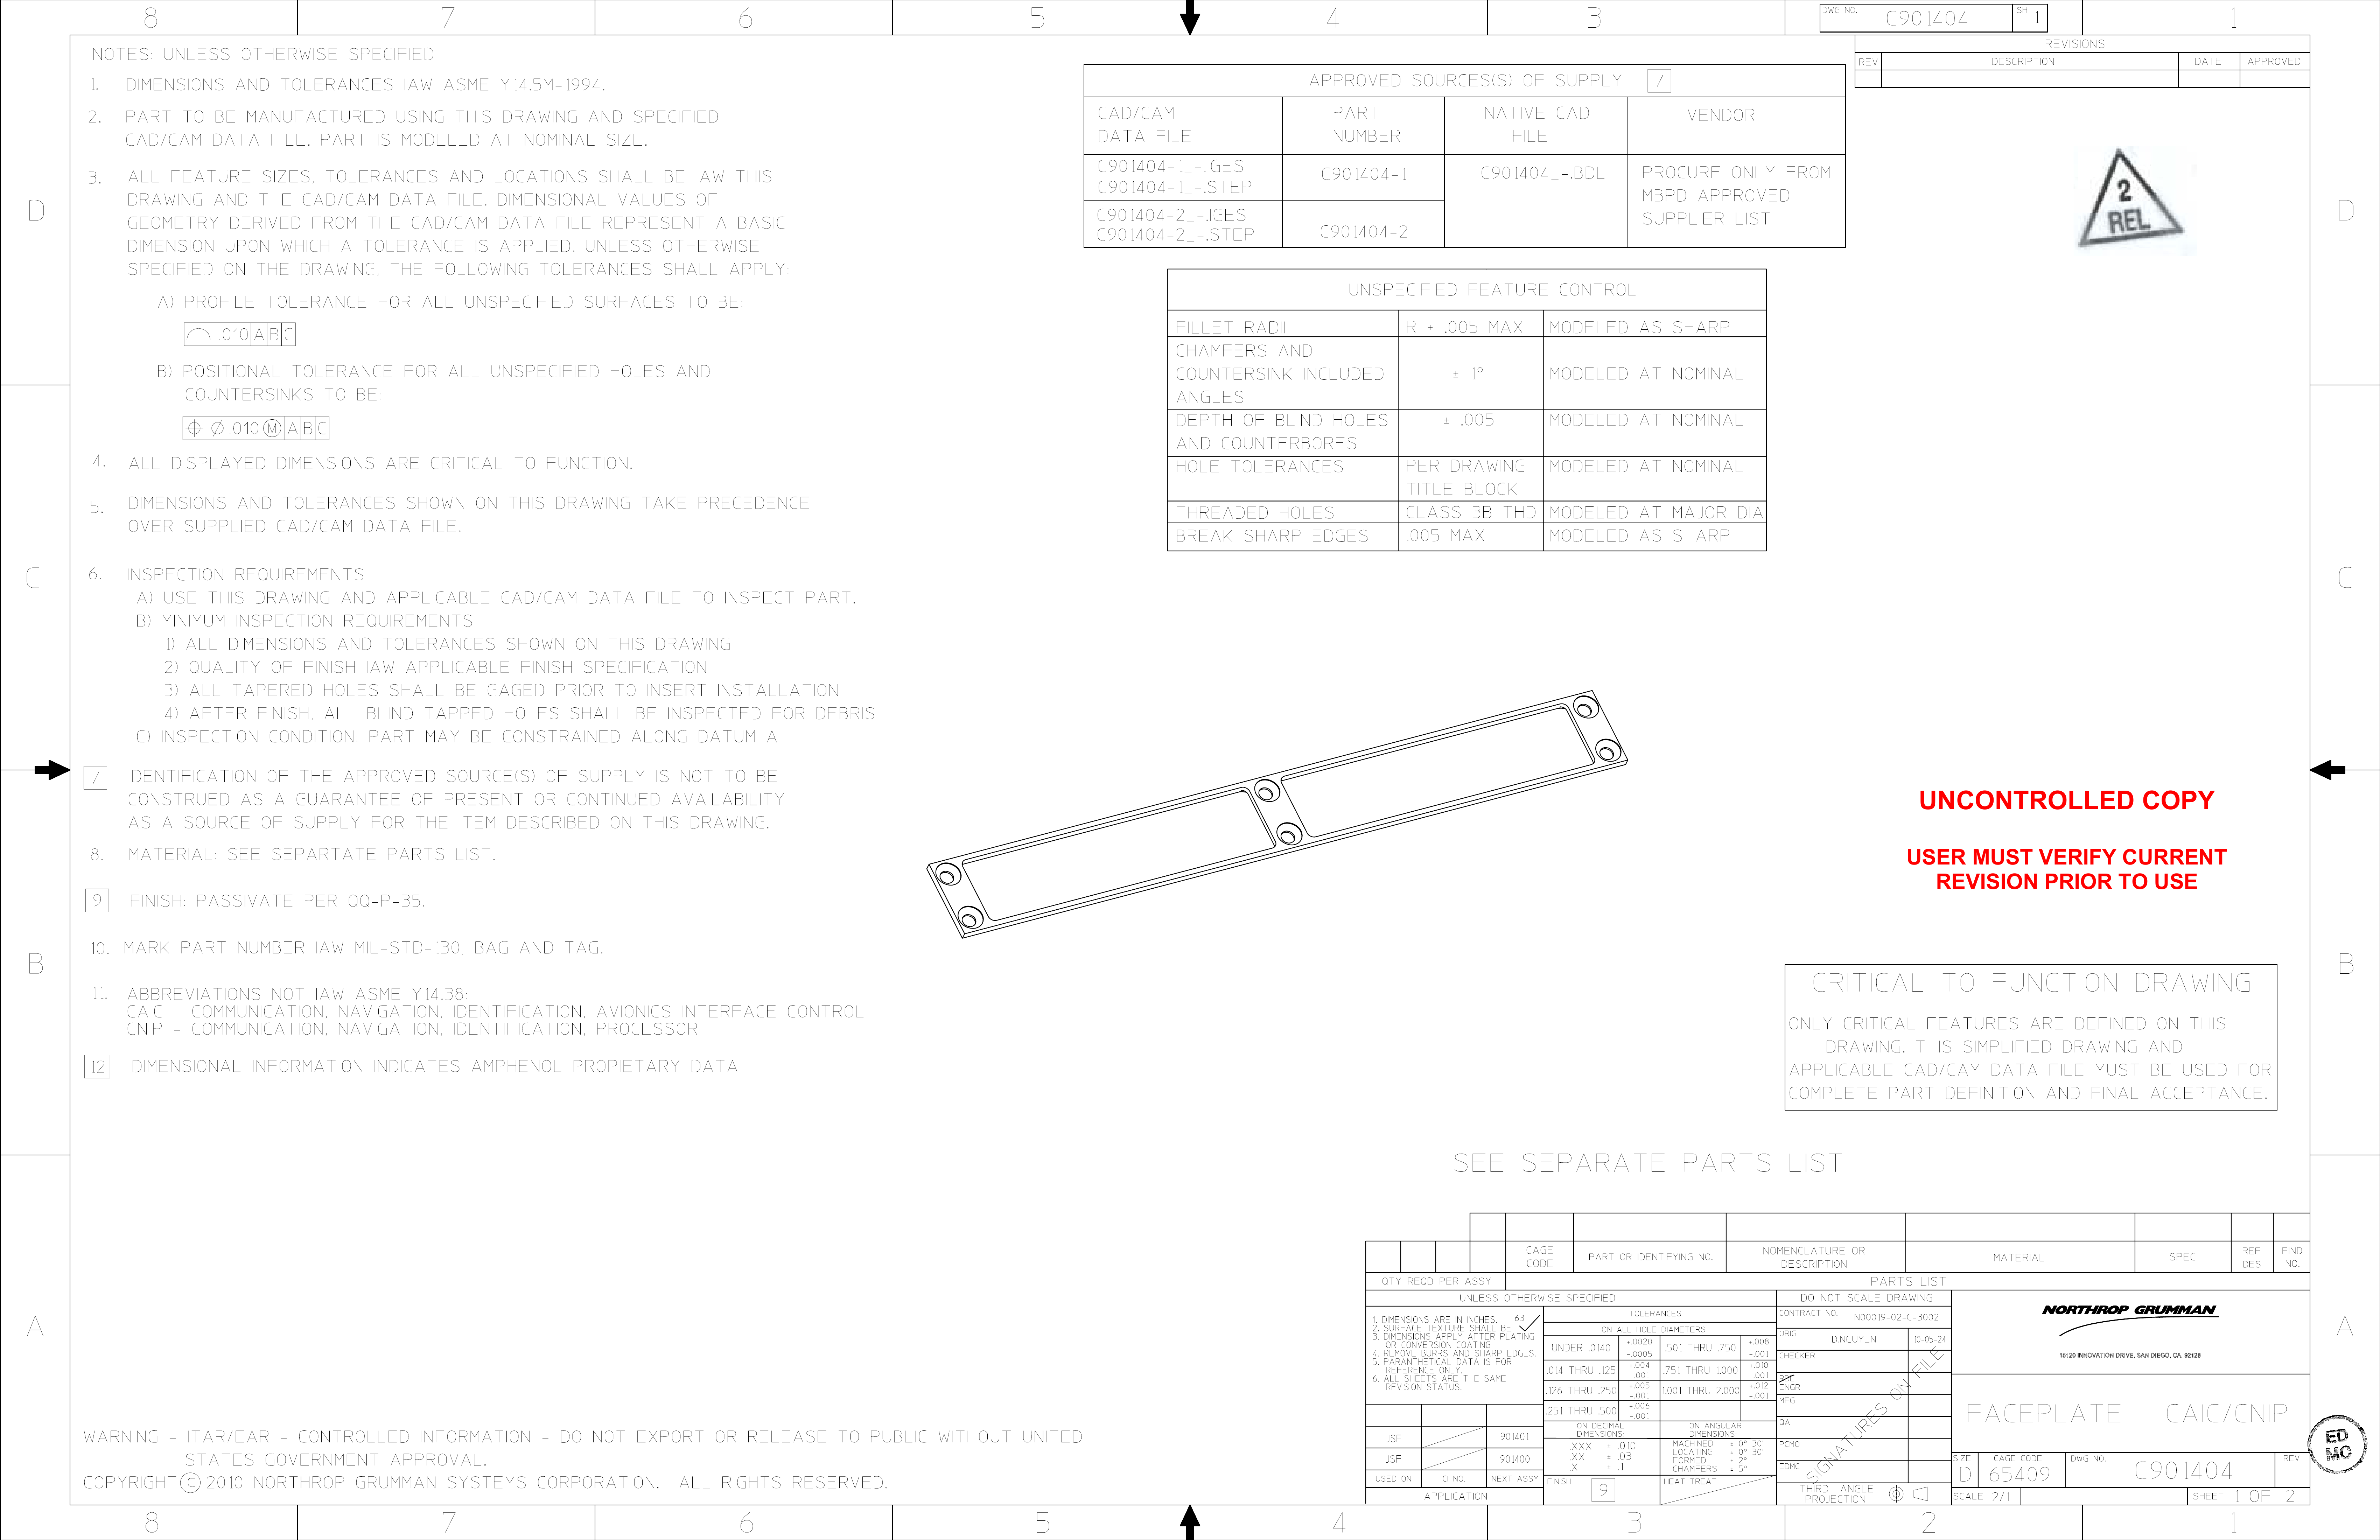 8 7 6 5 4 3 1
DWG NO. C901404 SH 1
REVISIONS
REV DESCRIPTION DATE APPROVED
NOTES: UNLESS OTHERWISE SPECIFIED
1. DIMENSIONS AND TOLERANCES IAW ASME Y14.5M-1994.
2. PART TO BE MANUFACTURED USING THIS DRAWING AND SPECIFIED
CAD/CAM DATA FILE. PART IS MODELED AT NOMINAL SIZE.
3. ALL FEATURE SIZES, TOLERANCES AND LOCATIONS SHALL BE IAW THIS
DRAWING AND THE CAD/CAM DATA FILE. DIMENSIONAL VALUES OF
GEOMETRY DERIVED FROM THE CAD/CAM DATA FILE REPRESENT A BASIC
DIMENSION UPON WHICH A TOLERANCE IS APPLIED. UNLESS OTHERWISE
SPECIFIED ON THE DRAWING, THE FOLLOWING TOLERANCES SHALL APPLY:
A) PROFILE TOLERANCE FOR ALL UNSPECIFIED SURFACES TO BE:
⌓ .010 A B C
B) POSITIONAL TOLERANCE FOR ALL UNSPECIFIED HOLES AND
COUNTERSINKS TO BE:
⌖ Ø .010 Ⓜ A B C
4. ALL DISPLAYED DIMENSIONS ARE CRITICAL TO FUNCTION.
5. DIMENSIONS AND TOLERANCES SHOWN ON THIS DRAWING TAKE PRECEDENCE
OVER SUPPLIED CAD/CAM DATA FILE.
6. INSPECTION REQUIREMENTS
A) USE THIS DRAWING AND APPLICABLE CAD/CAM DATA FILE TO INSPECT PART.
B) MINIMUM INSPECTION REQUIREMENTS
1) ALL DIMENSIONS AND TOLERANCES SHOWN ON THIS DRAWING
2) QUALITY OF FINISH IAW APPLICABLE FINISH SPECIFICATION
3) ALL TAPERED HOLES SHALL BE GAGED PRIOR TO INSERT INSTALLATION
4) AFTER FINISH, ALL BLIND TAPPED HOLES SHALL BE INSPECTED FOR DEBRIS
C) INSPECTION CONDITION: PART MAY BE CONSTRAINED ALONG DATUM A
7 IDENTIFICATION OF THE APPROVED SOURCE(S) OF SUPPLY IS NOT TO BE
CONSTRUED AS A GUARANTEE OF PRESENT OR CONTINUED AVAILABILITY
AS A SOURCE OF SUPPLY FOR THE ITEM DESCRIBED ON THIS DRAWING.
8. MATERIAL: SEE SEPARTATE PARTS LIST.
9 FINISH: PASSIVATE PER QQ-P-35.
10. MARK PART NUMBER IAW MIL-STD-130, BAG AND TAG.
11. ABBREVIATIONS NOT IAW ASME Y14.38:
CAIC - COMMUNICATION, NAVIGATION, IDENTIFICATION, AVIONICS INTERFACE CONTROL
CNIP - COMMUNICATION, NAVIGATION, IDENTIFICATION, PROCESSOR
12 DIMENSIONAL INFORMATION INDICATES AMPHENOL PROPIETARY DATA
APPROVED SOURCES(S) OF SUPPLY 7
CAD/CAM DATA FILE PART NUMBER NATIVE CAD FILE VENDOR
C901404-1_-.IGES
C901404-1_-.STEP C901404-1 C901404_-.BDL
C901404-2_-.IGES
C901404-2_-.STEP C901404-2
PROCURE ONLY FROM
MBPD APPROVED
SUPPLIER LIST
2
REL
UNSPECIFIED FEATURE CONTROL
FILLET RADII R ± .005 MAX MODELED AS SHARP
CHAMFERS AND
COUNTERSINK INCLUDED ± 1° MODELED AT NOMINAL
ANGLES
DEPTH OF BLIND HOLES ± .005 MODELED AT NOMINAL
AND COUNTERBORES
HOLE TOLERANCES PER DRAWING MODELED AT NOMINAL
TITLE BLOCK
THREADED HOLES CLASS 3B THD MODELED AT MAJOR DIA
BREAK SHARP EDGES .005 MAX MODELED AS SHARP
D D
C C
B B
A A
UNCONTROLLED COPY
USER MUST VERIFY CURRENT
REVISION PRIOR TO USE
CRITICAL TO FUNCTION DRAWING
ONLY CRITICAL FEATURES ARE DEFINED ON THIS
DRAWING. THIS SIMPLIFIED DRAWING AND
APPLICABLE CAD/CAM DATA FILE MUST BE USED FOR
COMPLETE PART DEFINITION AND FINAL ACCEPTANCE.
SEE SEPARATE PARTS LIST
CAGE CODE PART OR IDENTIFYING NO. NOMENCLATURE OR DESCRIPTION MATERIAL SPEC REF DES FIND NO.
QTY REQD PER ASSY PARTS LIST
UNLESS OTHERWISE SPECIFIED
1. DIMENSIONS ARE IN INCHES. 63
2. SURFACE TEXTURE SHALL BE
3. DIMENSIONS APPLY AFTER PLATING
OR CONVERSION COATING
4. REMOVE BURRS AND SHARP EDGES.
5. PARANTHETICAL DATA IS FOR
REFERENCE ONLY.
6. ALL SHEETS ARE THE SAME
REVISION STATUS.
TOLERANCES
ON ALL HOLE DIAMETERS
UNDER .0140 +.0020 -.0005 .501 THRU .750 +.008 -.001
.014 THRU .125 +.004 -.001 .751 THRU 1.000 +.010 -.001
.126 THRU .250 +.005 -.001 1.001 THRU 2.000 +.012 -.001
.251 THRU .500 +.006 -.001
ON DECIMAL DIMENSIONS
.XXX ± .010
.XX ± .03
.X ± .1
ON ANGULAR DIMENSIONS
MACHINED ± 0° 30'
LOCATING ± 0° 30'
FORMED ± 2°
CHAMFERS ± 5°
JSF 901401
JSF 901400
USED ON CI NO. NEXT ASSY
APPLICATION
FINISH 9 HEAT TREAT
DO NOT SCALE DRAWING
CONTRACT NO. N00019-02-C-3002
ORIG D.NGUYEN 10-05-24
CHECKER
ENGR
MFG
QA
PCMO
EDMC
SIGNATURES ON FILE
THIRD ANGLE PROJECTION
NORTHROP GRUMMAN
15120 INNOVATION DRIVE, SAN DIEGO, CA. 92128
FACEPLATE - CAIC/CNIP
SIZE D CAGE CODE 65409 DWG NO. C901404 REV -
SCALE 2/1 SHEET 1 OF 2
ED
MC
WARNING - ITAR/EAR - CONTROLLED INFORMATION - DO NOT EXPORT OR RELEASE TO PUBLIC WITHOUT UNITED
STATES GOVERNMENT APPROVAL.
COPYRIGHT Ⓒ 2010 NORTHROP GRUMMAN SYSTEMS CORPORATION. ALL RIGHTS RESERVED.
8 7 6 5 4 3 2 1